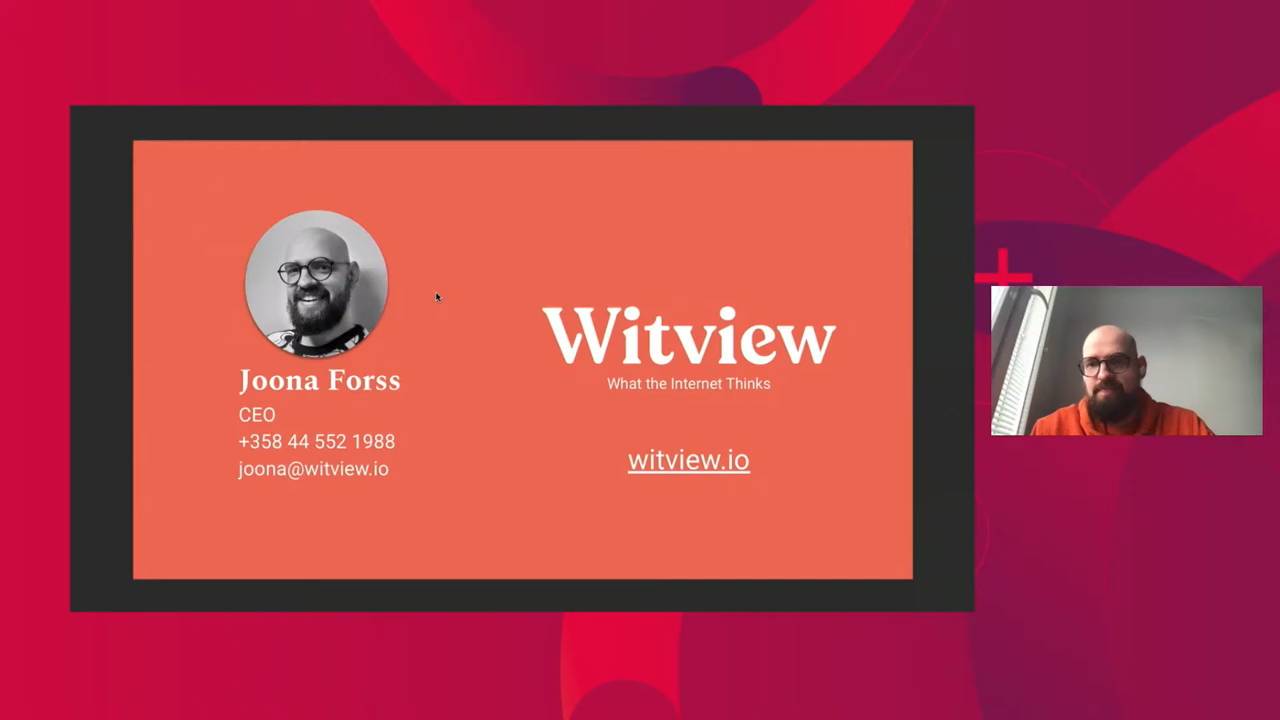 Joona Forss
CEO
+358 44 552 1988
joona@witview.io
Witview
What the Internet Thinks
witview.io